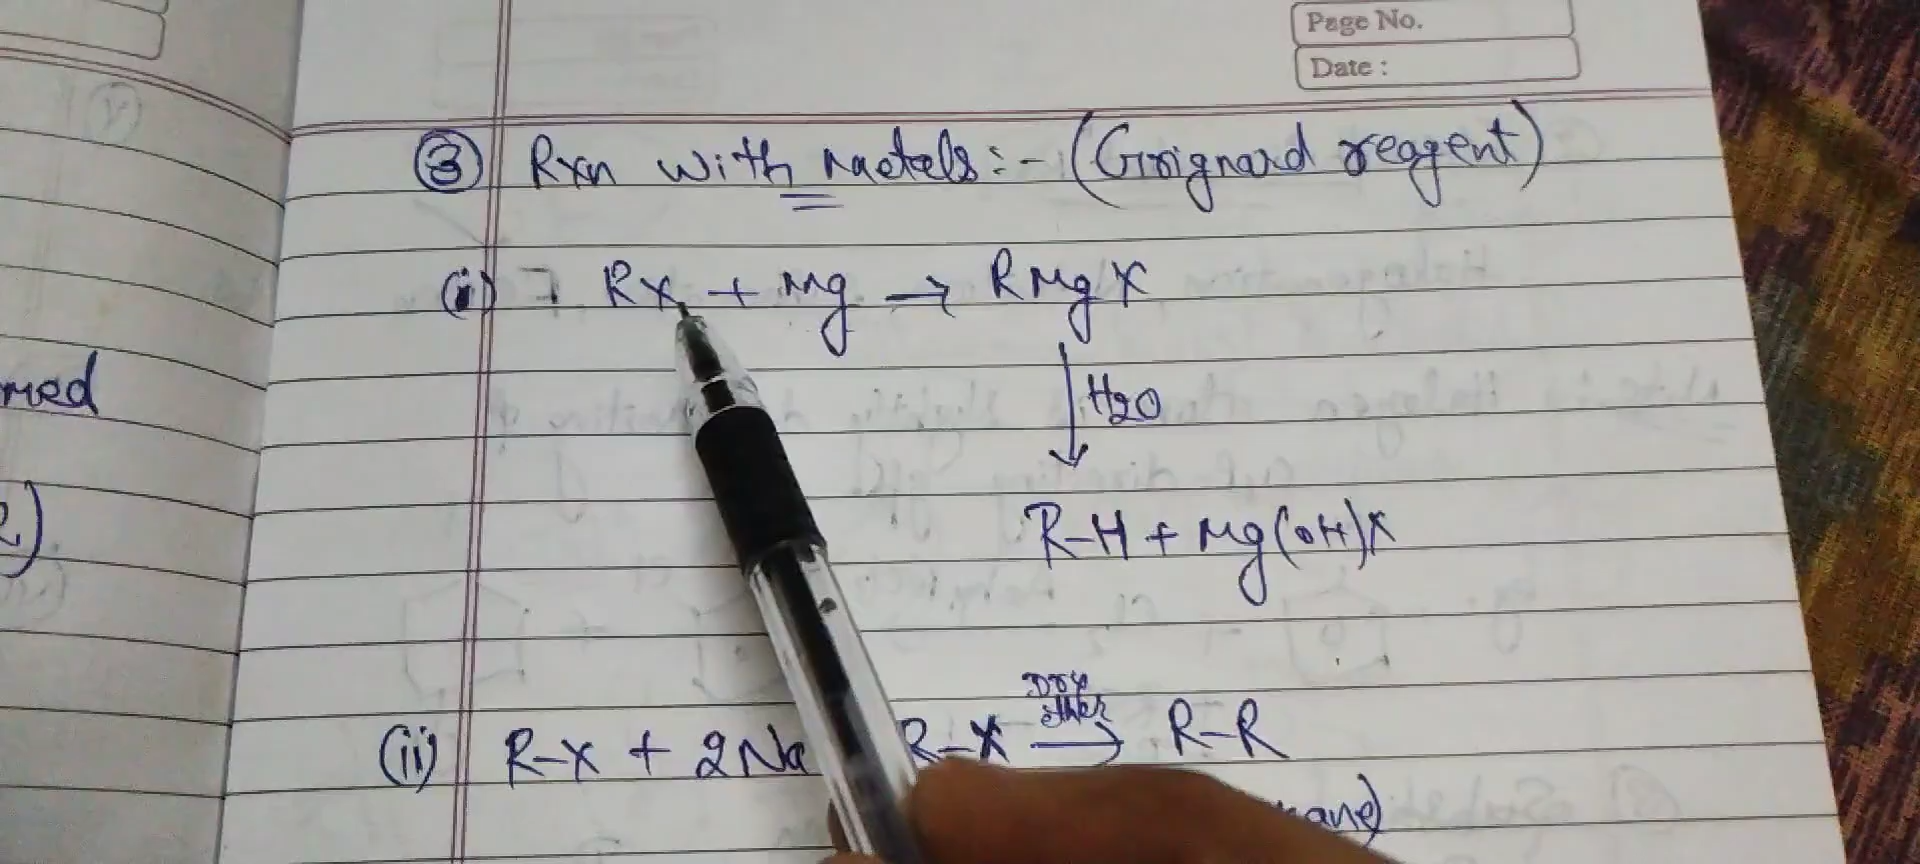 Page No.
Date :
③ Rxn with Metals :- (Grignard reagent)
(i) RX + Mg → RMgX
↓ H2O
R-H + Mg(OH)X
med
Dry
ether
(ii) R-X + 2Na R-X → R-R